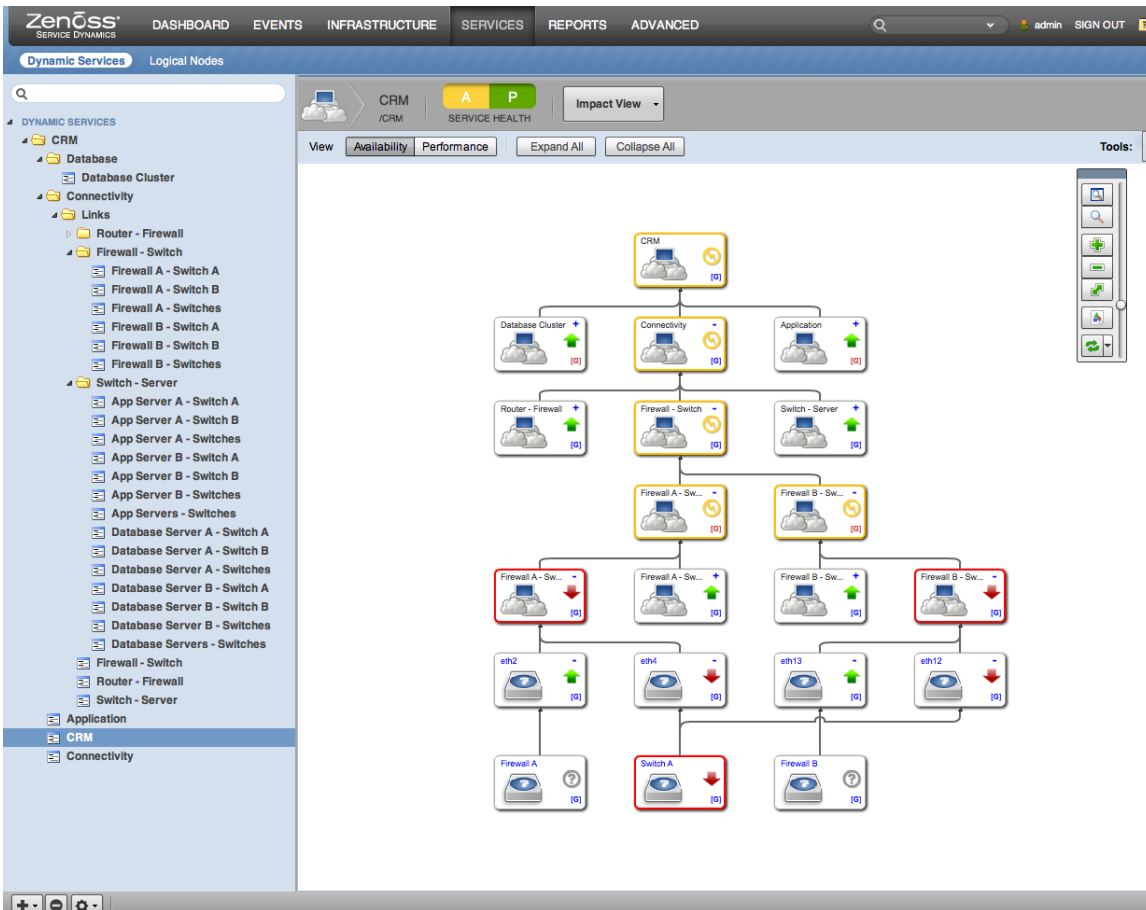 Zenoss
SERVICE DYNAMICS
DASHBOARD EVENTS INFRASTRUCTURE SERVICES REPORTS ADVANCED
admin SIGN OUT ?
Dynamic Services Logical Nodes
DYNAMIC SERVICES
CRM
Database
Database Cluster
Connectivity
Links
Router - Firewall
Firewall - Switch
Firewall A - Switch A
Firewall A - Switch B
Firewall A - Switches
Firewall B - Switch A
Firewall B - Switch B
Firewall B - Switches
Switch - Server
App Server A - Switch A
App Server A - Switch B
App Server A - Switches
App Server B - Switch A
App Server B - Switch B
App Server B - Switches
App Servers - Switches
Database Server A - Switch A
Database Server A - Switch B
Database Server A - Switches
Database Server B - Switch A
Database Server B - Switch B
Database Server B - Switches
Database Servers - Switches
Firewall - Switch
Router - Firewall
Switch - Server
Application
CRM
Connectivity
CRM
/CRM
A P
SERVICE HEALTH
Impact View
View Availability Performance Expand All Collapse All Tools:
CRM
[G]
Database Cluster + Connectivity - Application +
[G] [G] [G]
Router - Firewall + Firewall - Switch - Switch - Server +
[G] [G] [G]
Firewall A - Sw... - Firewall B - Sw... -
[G] [G]
Firewall A - Sw... - Firewall A - Sw... + Firewall B - Sw... + Firewall B - Sw... -
[G] [G] [G] [G]
eth2 - eth4 - eth13 - eth12 -
? ? ? ?
[G] [G] [G] [G]
Firewall A Switch A Firewall B
? ? ? ? ?
[G] [G] [G]